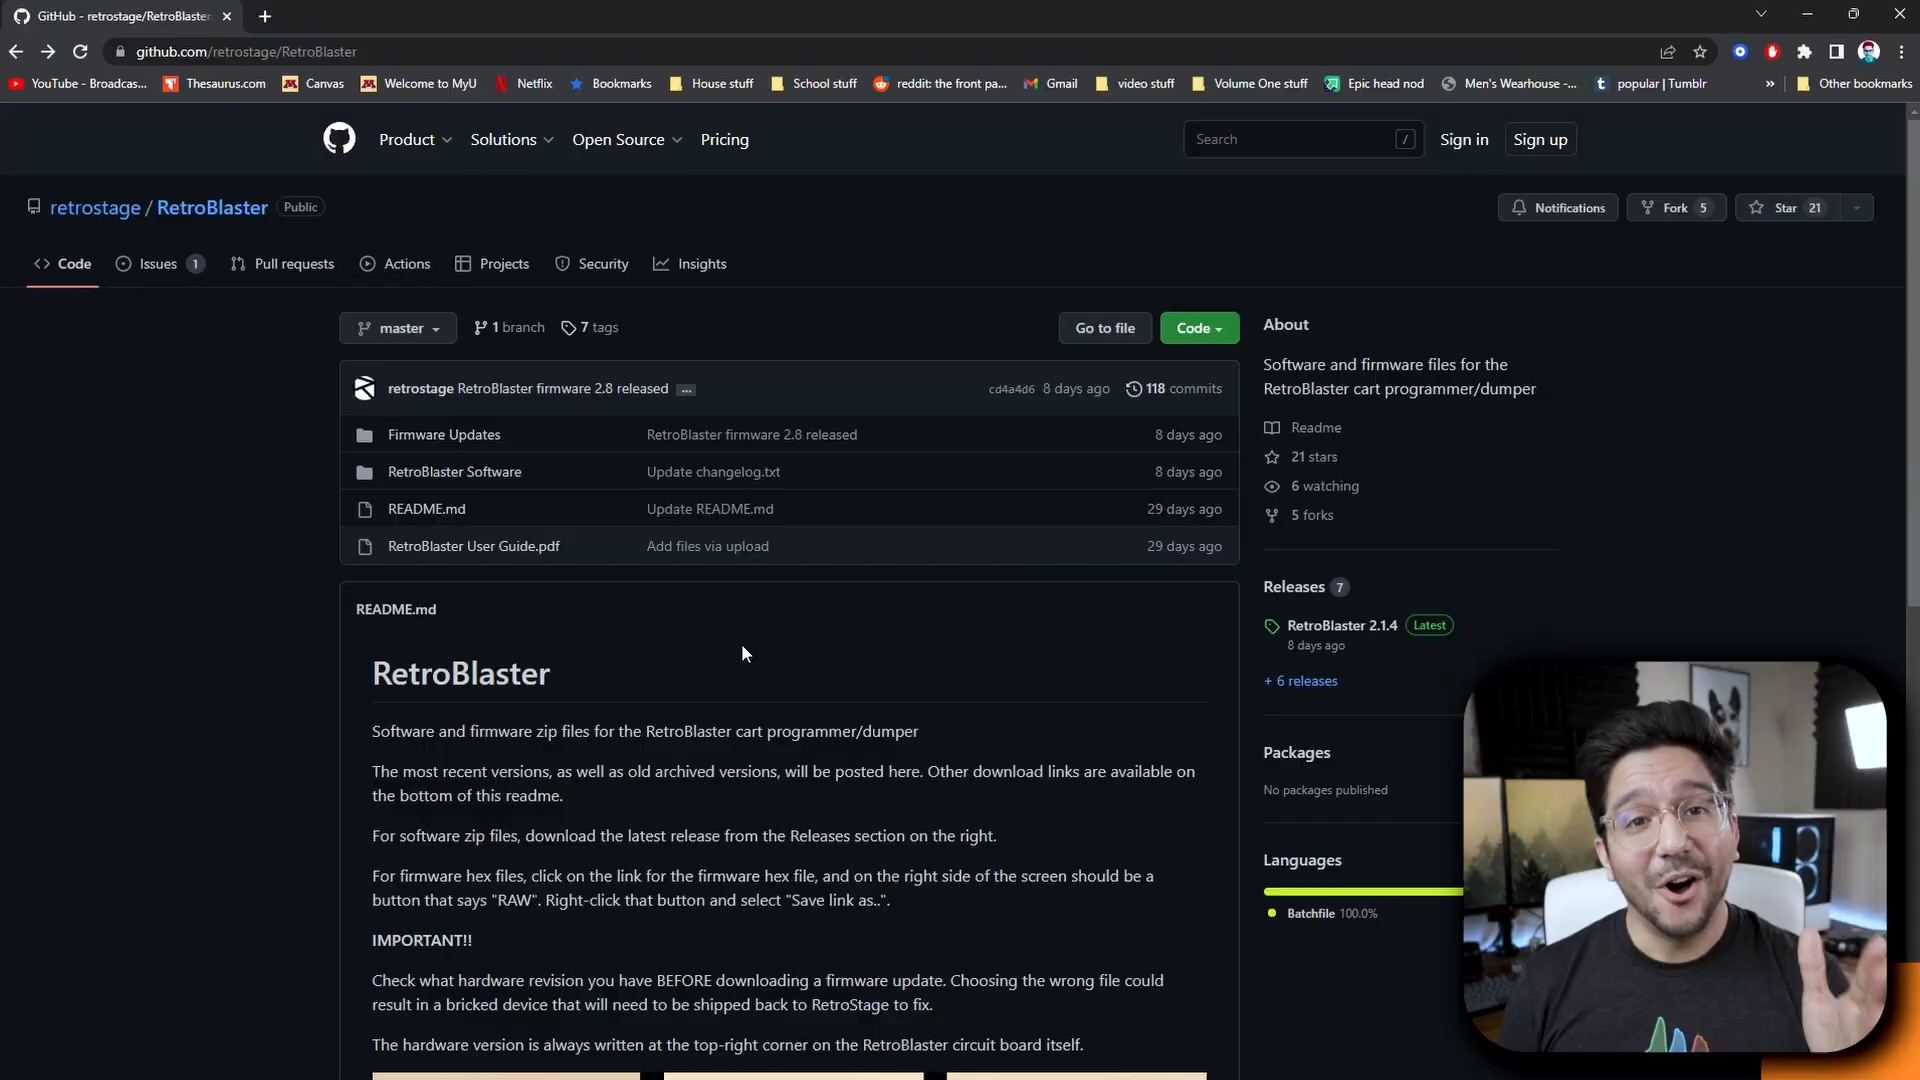 GitHub - retrostage/RetroBlaster
github.com/retrostage/RetroBlaster
YouTube - Broadcas...
Thesaurus.com
Canvas
Welcome to MyU
Netflix
Bookmarks
House stuff
School stuff
reddit: the front pa...
Gmail
video stuff
Volume One stuff
Epic head nod
Men's Wearhouse -...
popular | Tumblr
»
Other bookmarks
Product
Solutions
Open Source
Pricing
Search /
Sign in
Sign up
retrostage / RetroBlaster Public
Notifications
Fork 5
Star 21
Code
Issues 1
Pull requests
Actions
Projects
Security
Insights
master
1 branch
7 tags
Go to file
Code
retrostage RetroBlaster firmware 2.8 released ...
cd4a4d6 8 days ago
118 commits
Firmware Updates RetroBlaster firmware 2.8 released 8 days ago
RetroBlaster Software Update changelog.txt 8 days ago
README.md Update README.md 29 days ago
RetroBlaster User Guide.pdf Add files via upload 29 days ago
README.md
RetroBlaster
Software and firmware zip files for the RetroBlaster cart programmer/dumper
The most recent versions, as well as old archived versions, will be posted here. Other download links are available on
the bottom of this readme.
For software zip files, download the latest release from the Releases section on the right.
For firmware hex files, click on the link for the firmware hex file, and on the right side of the screen should be a
button that says "RAW". Right-click that button and select "Save link as..".
IMPORTANT!!
Check what hardware revision you have BEFORE downloading a firmware update. Choosing the wrong file could
result in a bricked device that will need to be shipped back to RetroStage to fix.
The hardware version is always written at the top-right corner on the RetroBlaster circuit board itself.
About
Software and firmware files for the
RetroBlaster cart programmer/dumper
Readme
21 stars
6 watching
5 forks
Releases 7
RetroBlaster 2.1.4 Latest
8 days ago
+ 6 releases
Packages
No packages published
Languages
Batchfile 100.0%